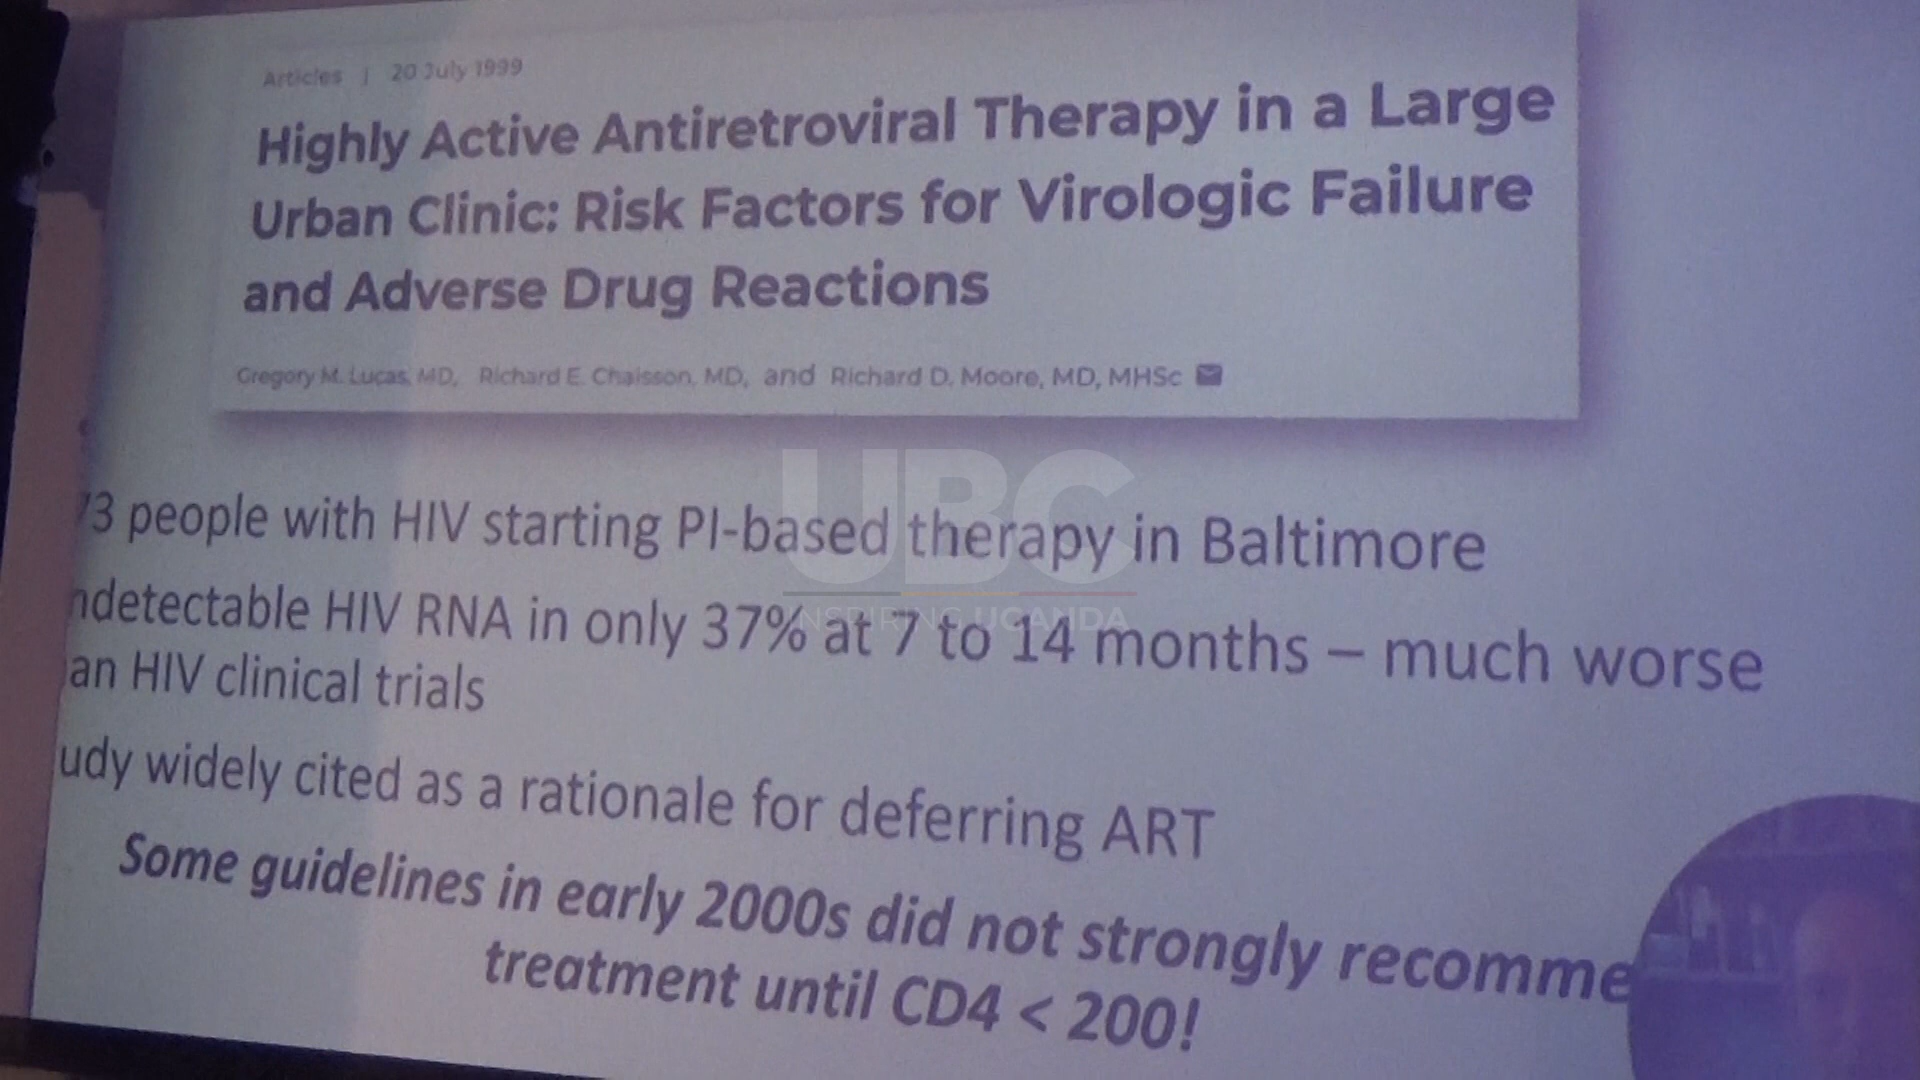 Articles | 20 July 1999
Highly Active Antiretroviral Therapy in a Large
Urban Clinic: Risk Factors for Virologic Failure
and Adverse Drug Reactions
Gregory M. Lucas, MD, Richard E. Chaisson, MD, and Richard D. Moore, MD, MHSc
3 people with HIV starting PI-based therapy in Baltimore
ndetectable HIV RNA in only 37% at 7 to 14 months – much worse
an HIV clinical trials
udy widely cited as a rationale for deferring ART
Some guidelines in early 2000s did not strongly recomme
treatment until CD4 < 200!
UBC
INSPIRING UGANDA